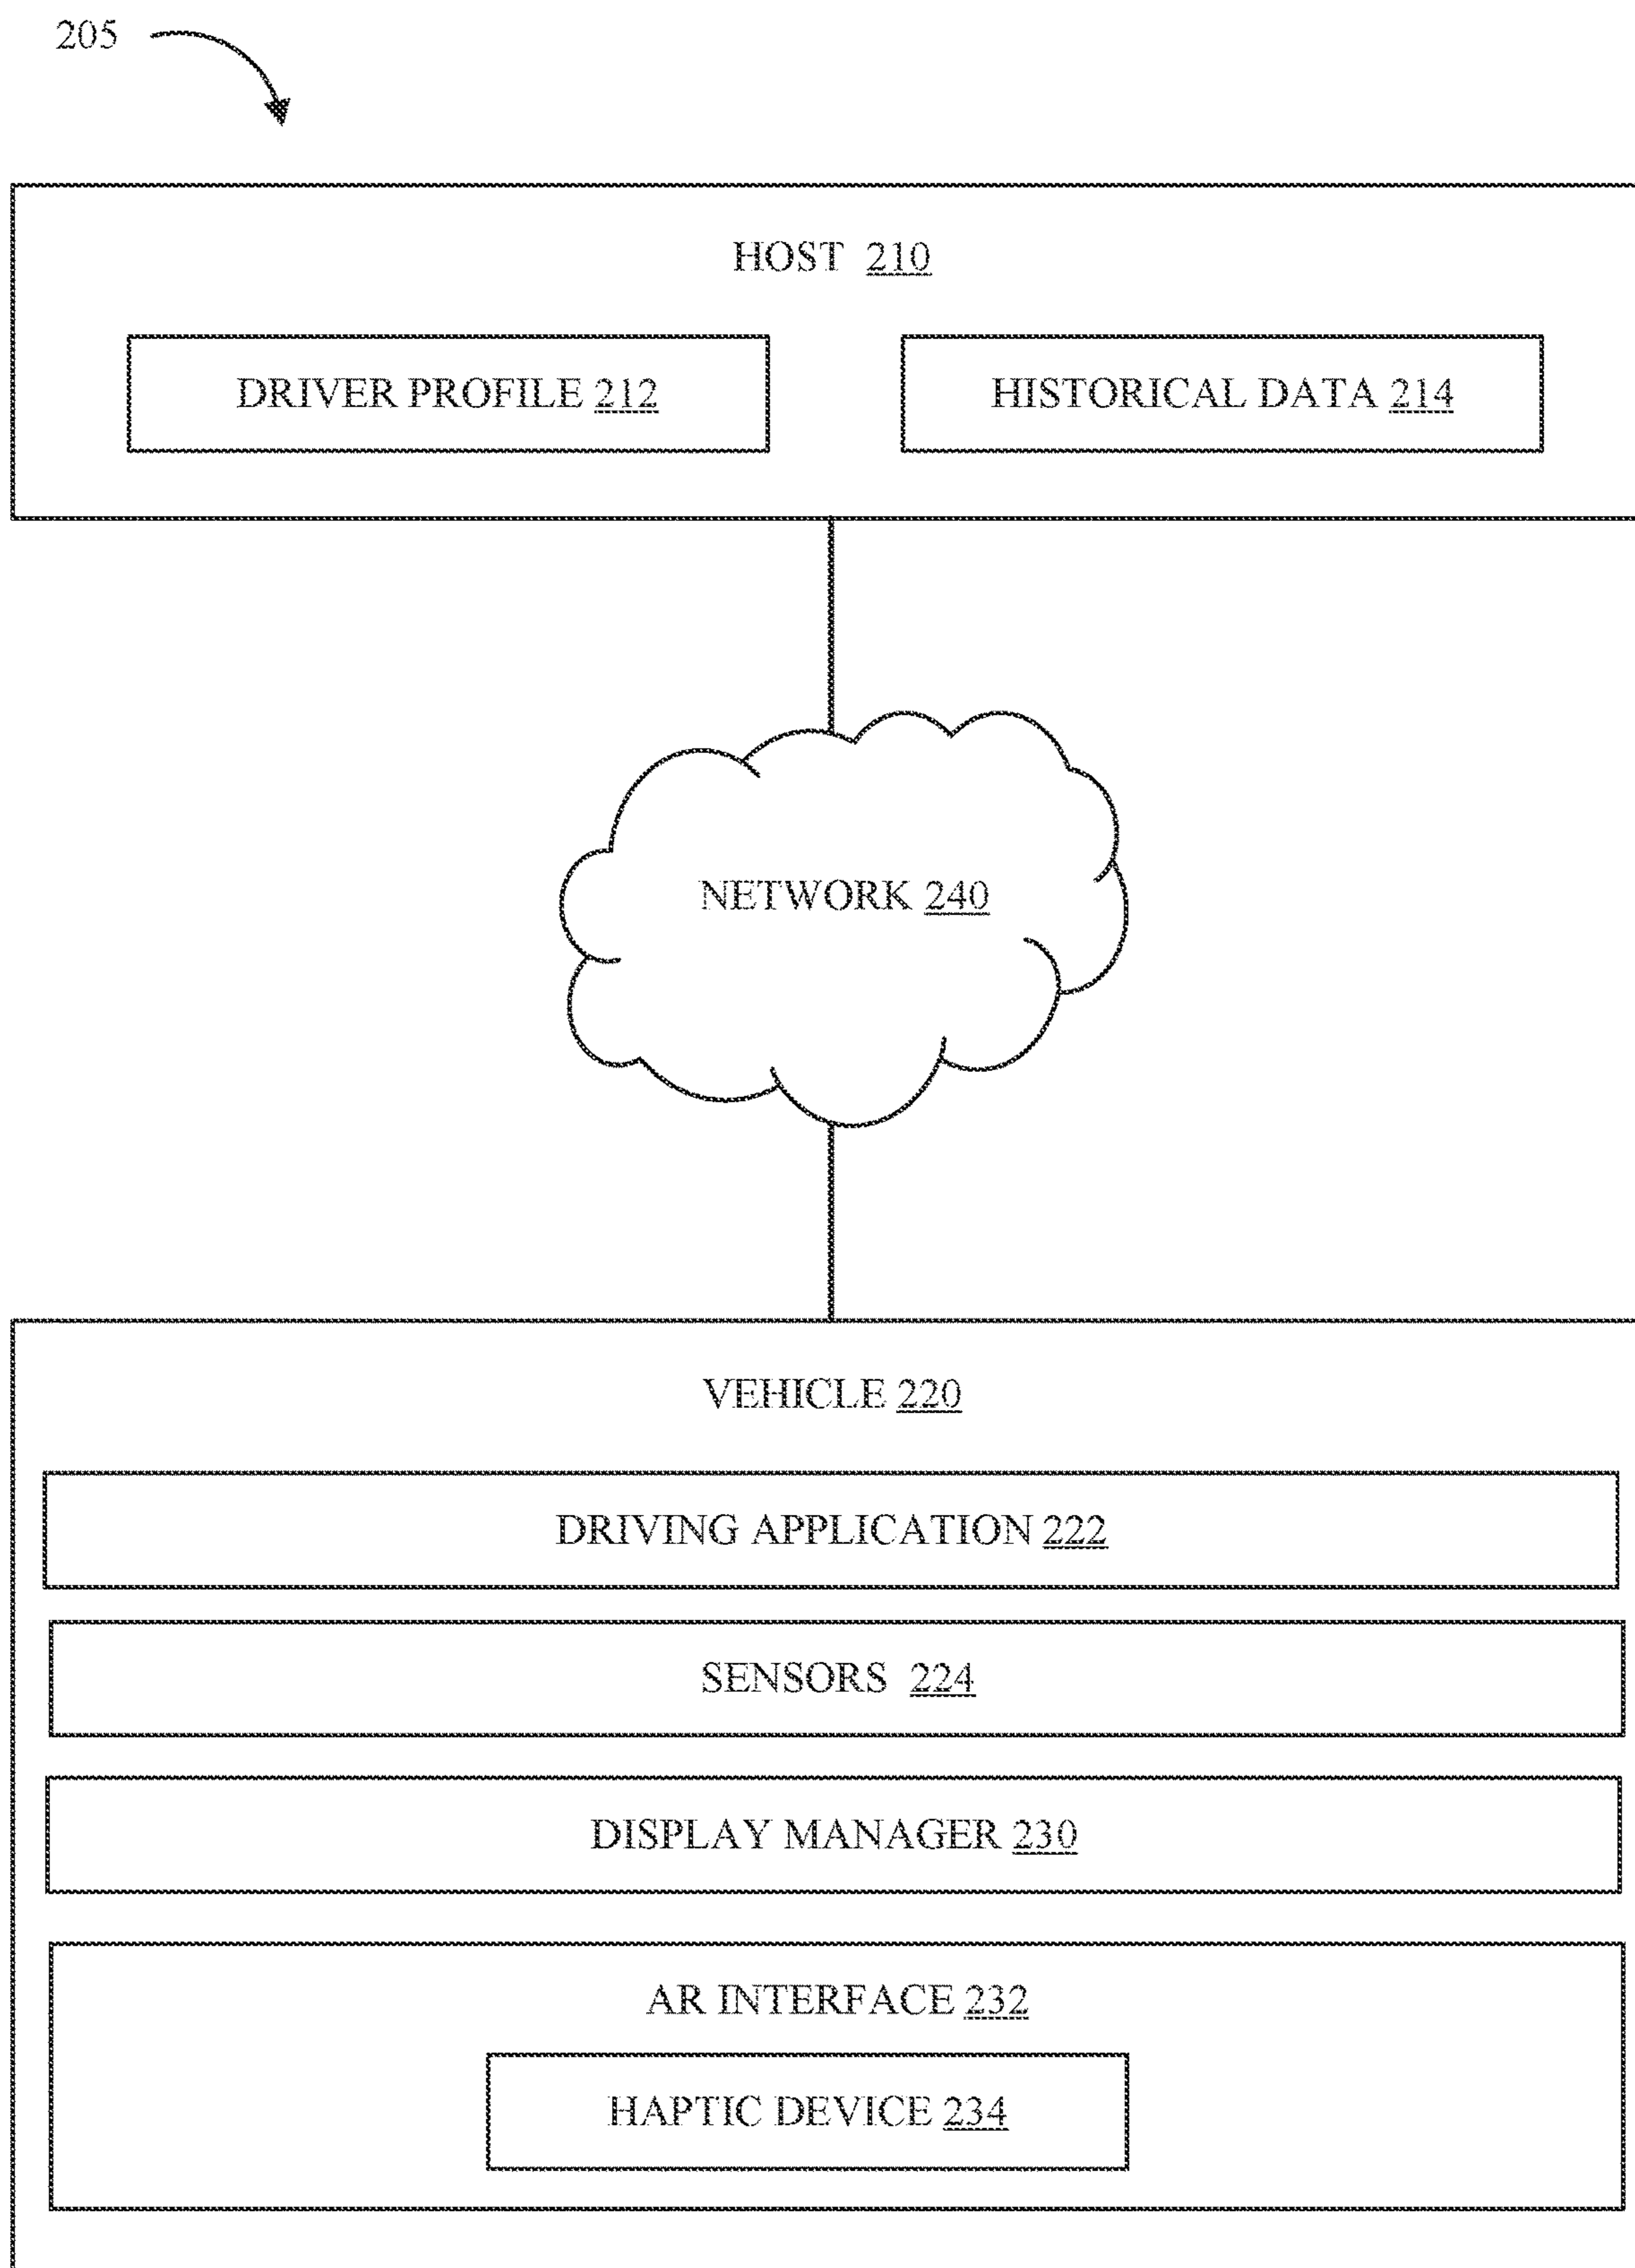 205
HOST 210
DRIVER PROFILE 212
HISTORICAL DATA 214
NETWORK 240
VEHICLE 220
DRIVING APPLICATION 222
SENSORS 224
DISPLAY MANAGER 230
AR INTERFACE 232
HAPTIC DEVICE 234